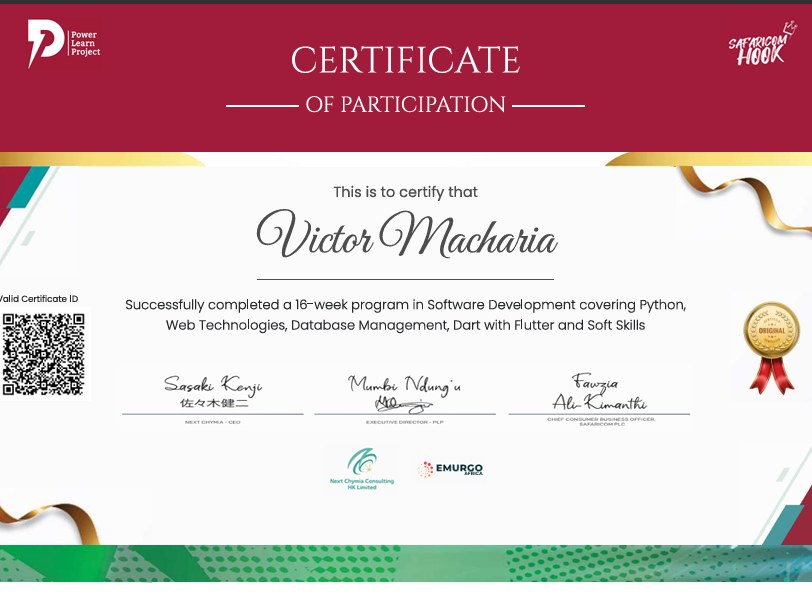 Power
Learn
Project
SAFARICOM
HOOK
CERTIFICATE
OF PARTICIPATION
This is to certify that
Victor Macharia
Valid Certificate ID
Successfully completed a 16-week program in Software Development covering Python,
Web Technologies, Database Management, Dart with Flutter and Soft Skills
ORIGINAL
Sasaki Kenji
佐々木健二
NEXT CHYMIA - CEO
Mumbi Ndung'u
EXECUTIVE DIRECTOR - PLP
Fawzia
Ali-Kimanthi
CHIEF CONSUMER BUSINESS OFFICER,
SAFARICOM PLC
Next Chymia Consulting
HK Limited
EMURGO
AFRICA